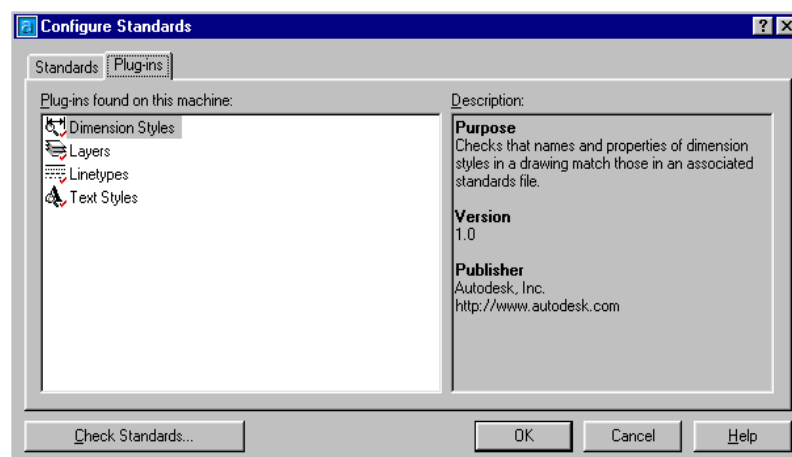 Configure Standards
Standards
Plug-ins
Plug-ins found on this machine:
Dimension Styles
Layers
Linetypes
Text Styles
Description:
Purpose
Checks that names and properties of dimension
styles in a drawing match those in an associated
standards file.
Version
1.0
Publisher
Autodesk, Inc.
http://www.autodesk.com
Check Standards...
OK
Cancel
Help